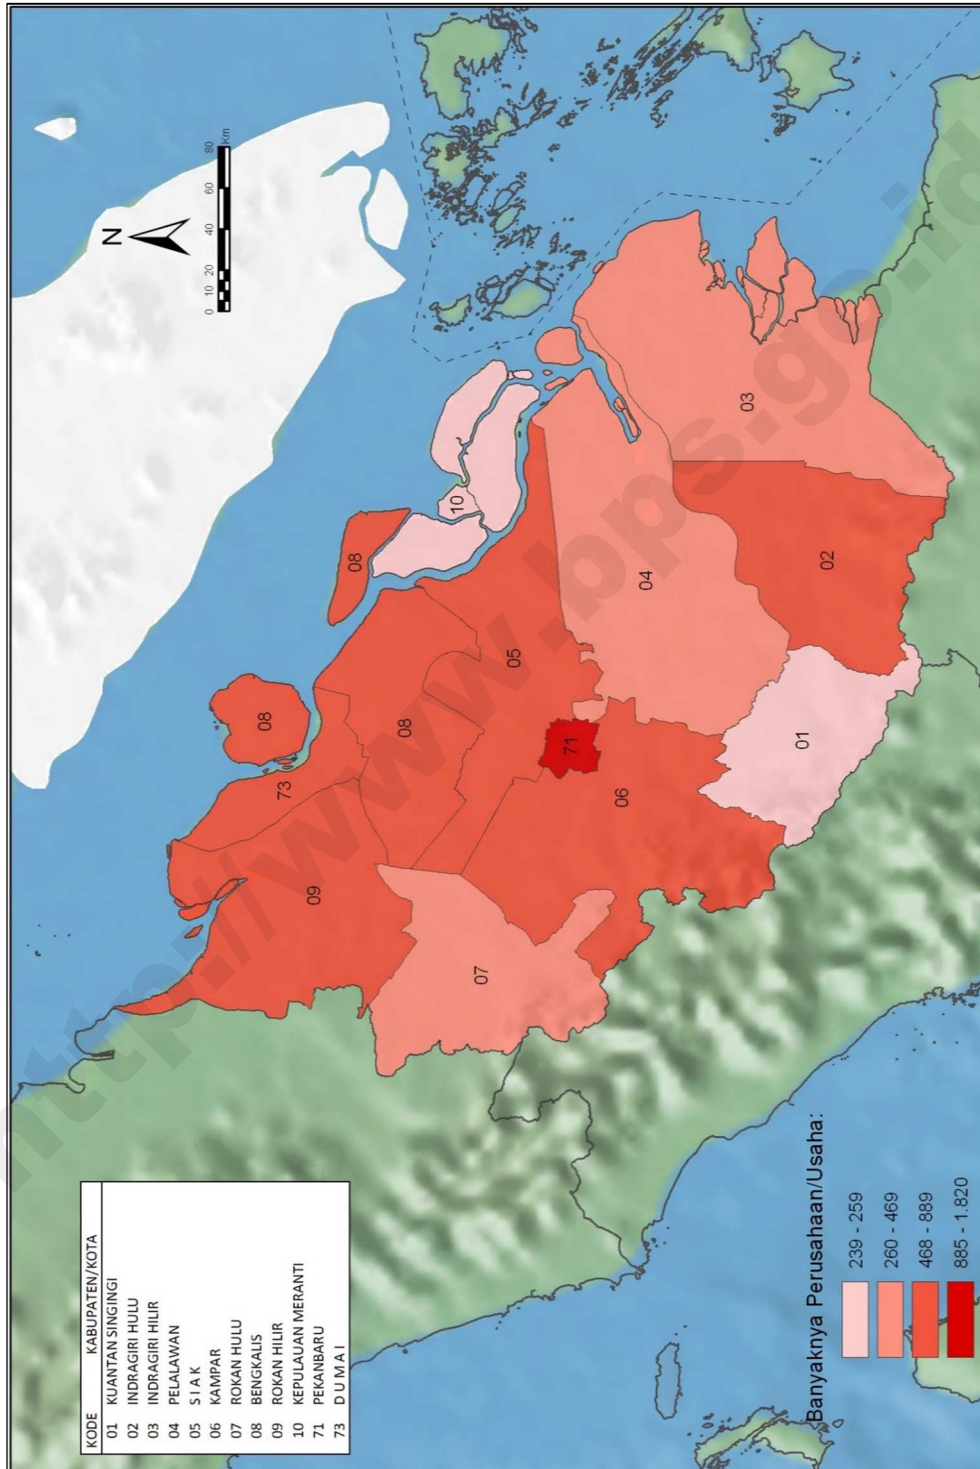 N
0 10 20 40 60 80
Km
08
08
10
73
09
08
05
07
71
06
04
03
02
01
KODE KABUPATEN/KOTA
01 KUANTAN SINGINGI
02 INDRAGIRI HULU
03 INDRAGIRI HILIR
04 PELALAWAN
05 S I A K
06 KAMPAR
07 ROKAN HULU
08 BENGKALIS
09 ROKAN HILIR
10 KEPULAUAN MERANTI
71 PEKANBARU
73 D U M A I
Banyaknya Perusahaan/Usaha:
239 - 259
260 - 469
468 - 889
885 - 1.820
http://www.bps.go.id